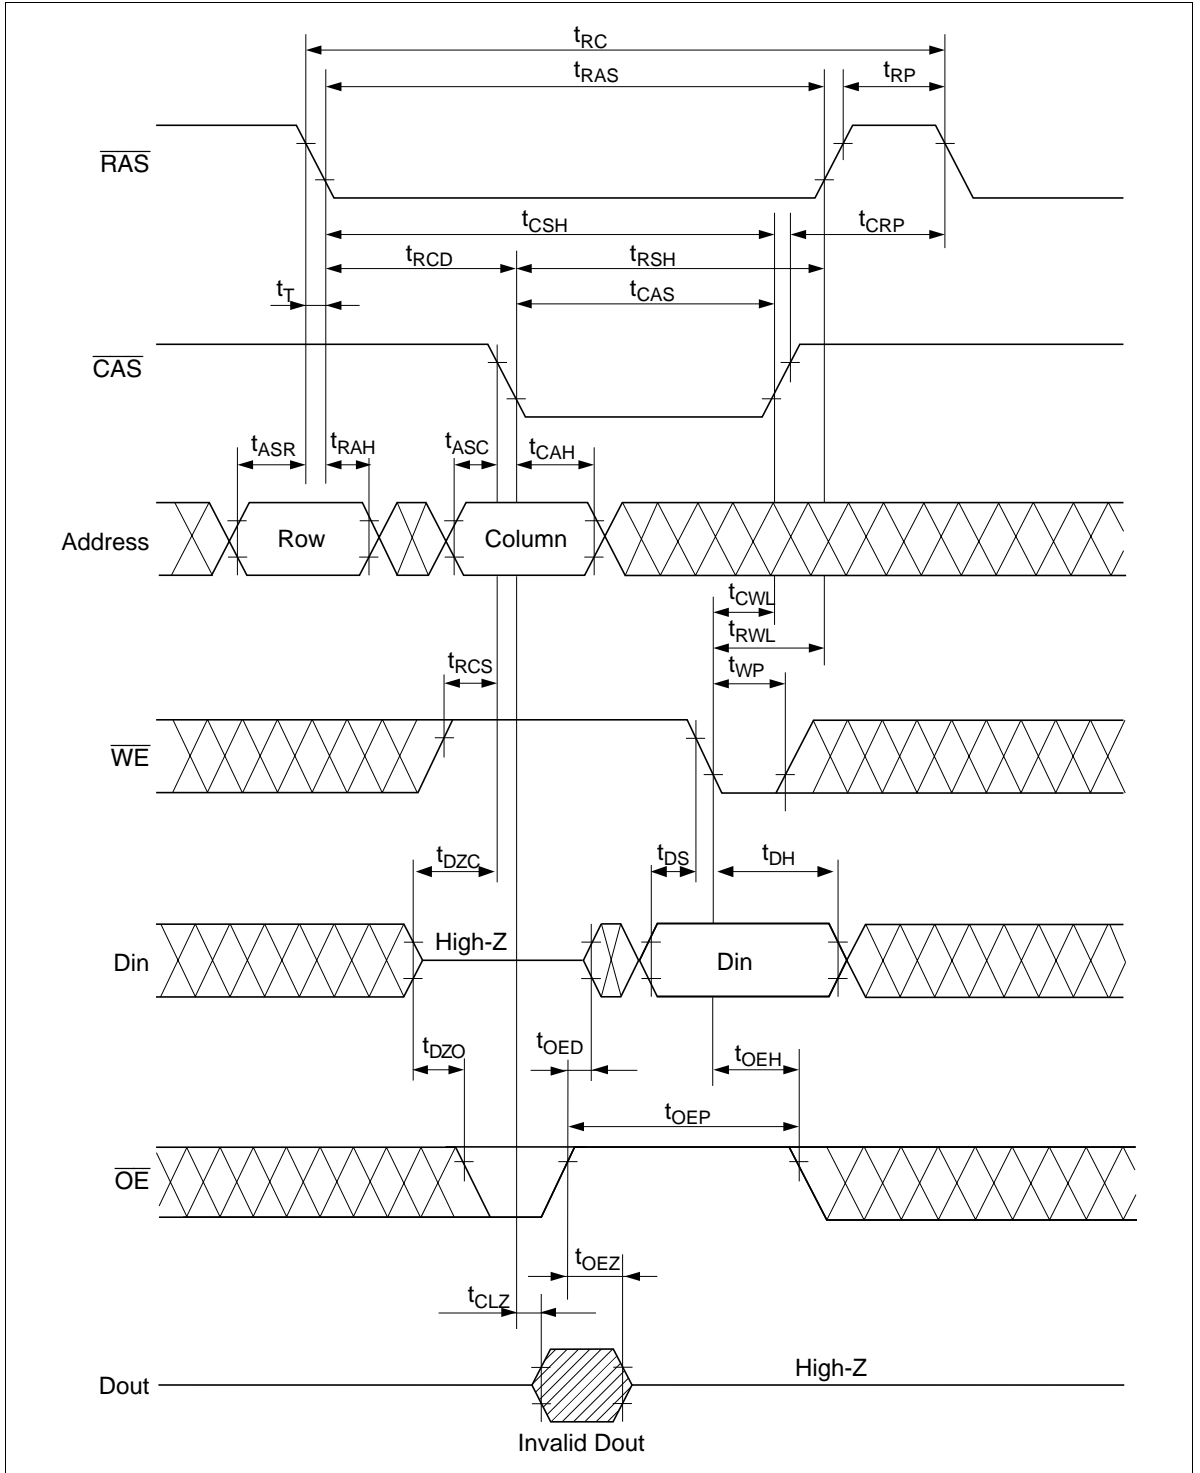 tRC
tRAS
tRP
RAS
tCSH
tCRP
tRCD
tRSH
tT
tCAS
CAS
tASR
tRAH
tASC
tCAH
Address
Row
Column
tCWL
tRWL
tRCS
tWP
WE
tDZC
tDS
tDH
High-Z
Din
Din
tDZO
tOED
tOEH
tOEP
OE
tOEZ
tCLZ
High-Z
Dout
Invalid Dout